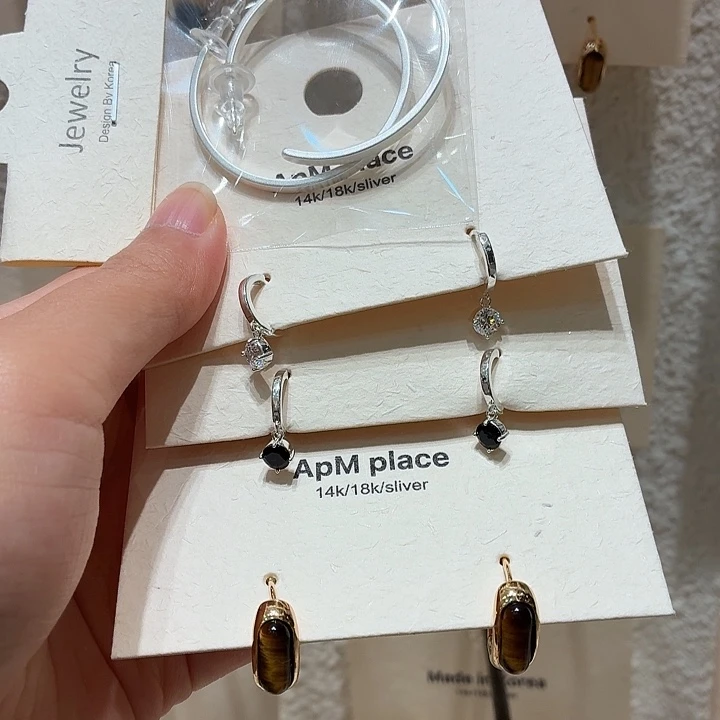 Jewelry
Design By Korea
ApM place
14k/18k/sliver
ApM place
14k/18k/sliver
Made in Korea